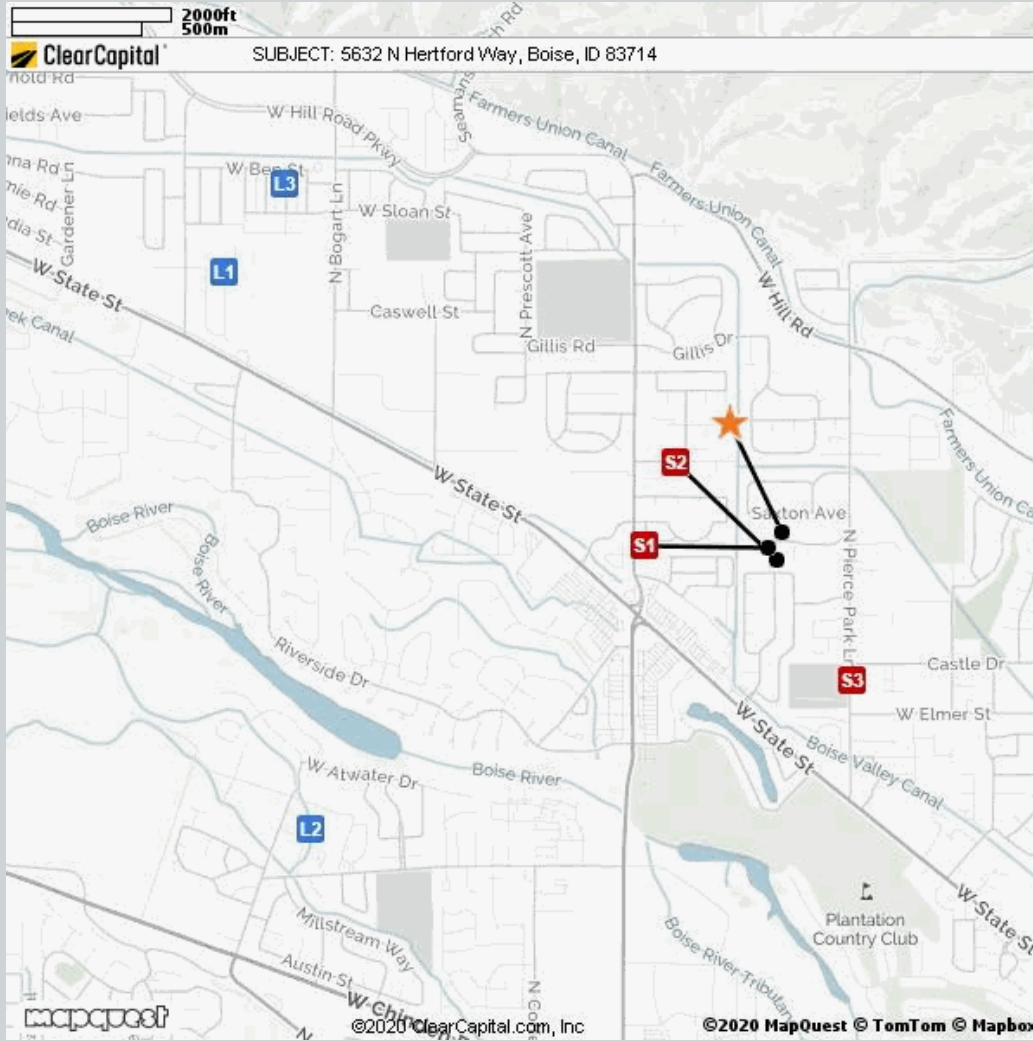 2000ft
500m
ClearCapital
SUBJECT: 5632 N Hertford Way, Boise, ID 83714
Rd
Seamans
Farmers Union Canal
W Hill Road Pkwy
Gardener Ln
W Ben St
L3
N Bogart Ln
W Sloan St
N Prescott Ave
Farmers Union Canal
W Hill Rd
L1
W-State St
Caswell St
Gillis Rd
Gillis Dr
Farmers Union
S2
W-State St
Saxton Ave
S1
N Pierce Park Ln
Boise River
Boise River
Riverside Dr
Castle Dr
S3
W Elmer St
W-State St
Boise Valley Canal
W Atwater Dr
Boise River
L2
Millstream Way
Austin St
Plantation
Country Club
W-State St
Boise River Tributary
mapquest
©2020 ClearCapital.com, Inc
©2020 MapQuest © TomTom © Mapbox